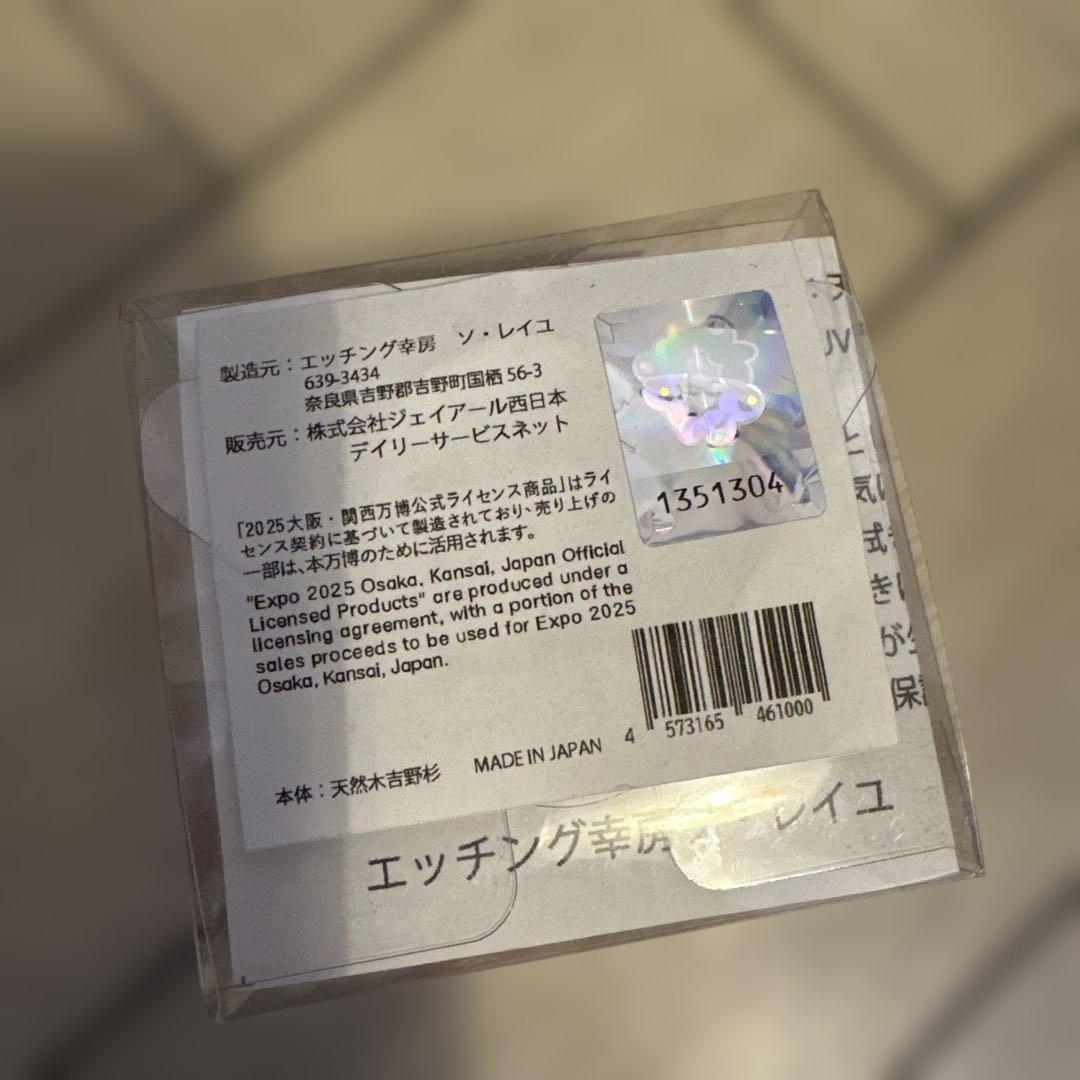 製造元：エッチング幸房 ソ・レイユ
639-3434
奈良県吉野郡吉野町国栖 56-3
販売元：株式会社ジェイアール西日本
デイリーサービスネット
1351304
「2025大阪・関西万博公式ライセンス商品」はライ
センス契約に基づいて製造されており、売り上げの
一部は、本万博のために活用されます。
"Expo 2025 Osaka, Kansai, Japan Official
Licensed Products" are produced under a
licensing agreement, with a portion of the
sales proceeds to be used for Expo 2025
Osaka, Kansai, Japan.
4 573165 461000
本体：天然木吉野杉 MADE IN JAPAN
エッチング幸房 レイユ